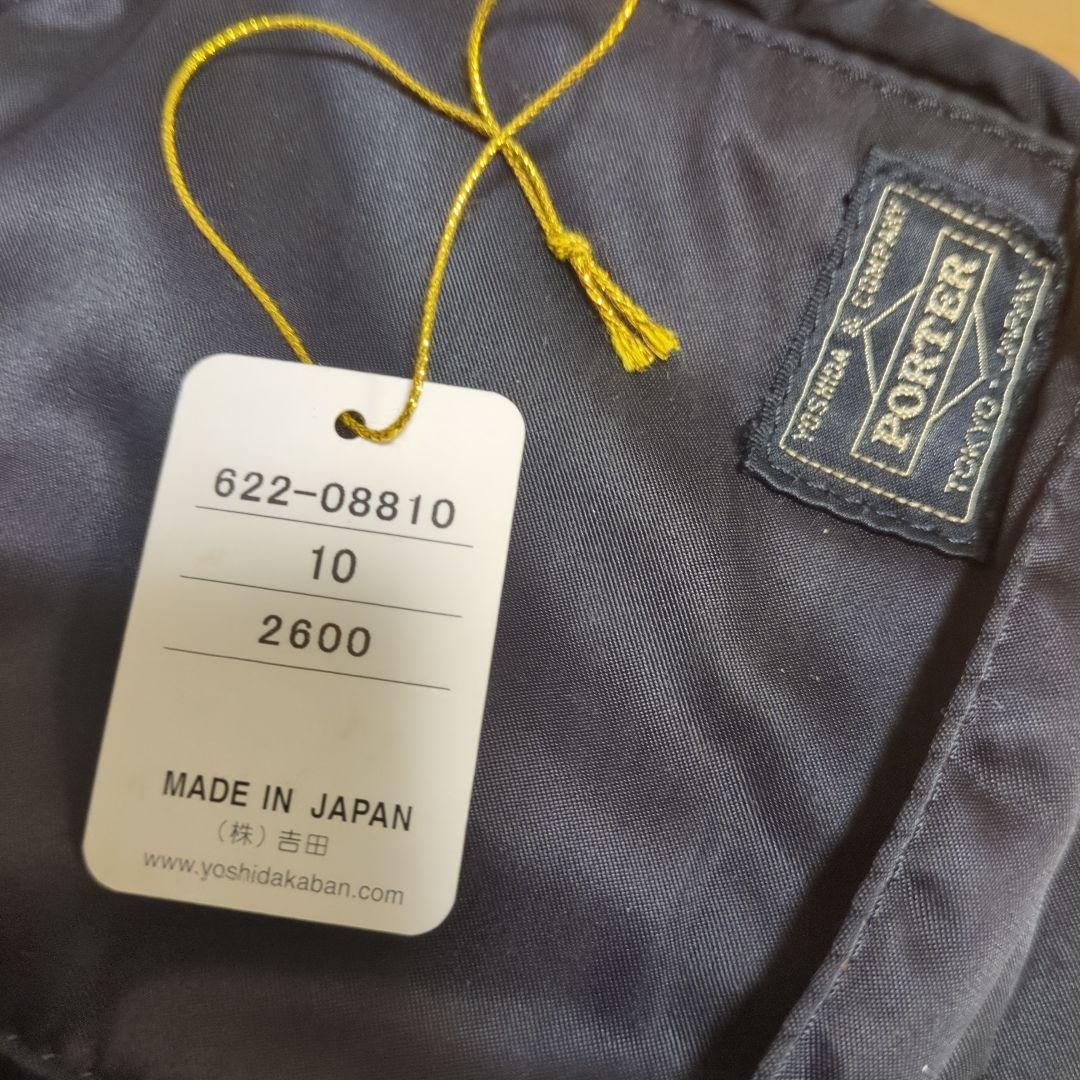 622-08810
10
2600
MADE IN JAPAN
（株）吉田
www.yoshidakaban.com
YOSHIDA & COMPANY
PORTER
TOKYO-JAPAN